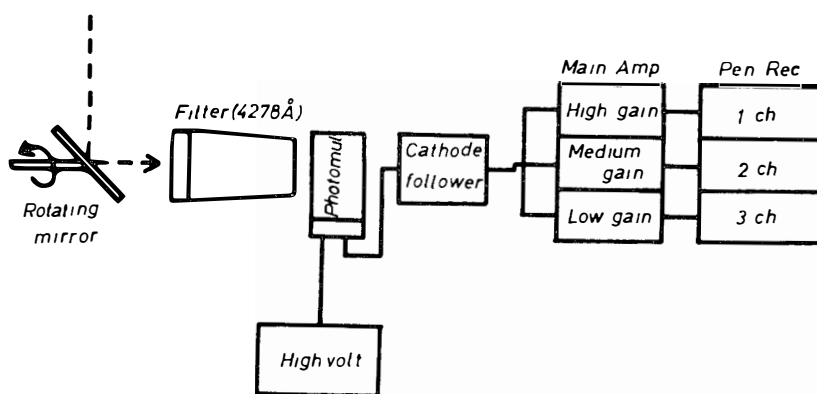 Main Amp
Pen Rec
Filter (4278Å)
High gain
1 ch
Photomul
Cathode
follower
Medium
gain
2 ch
Rotating
mirror
Low gain
3 ch
High volt